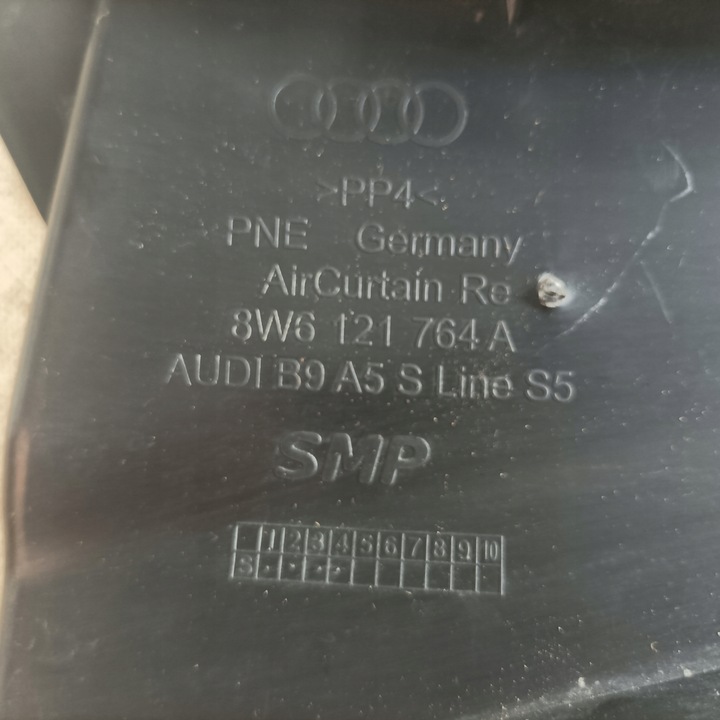 >PP4<
PNE Germany
AirCurtain Re
8W6 121 764 A
AUDI B9 A5 S Line S5
SMP
1 2 3 4 5 6 7 8 9 10
S